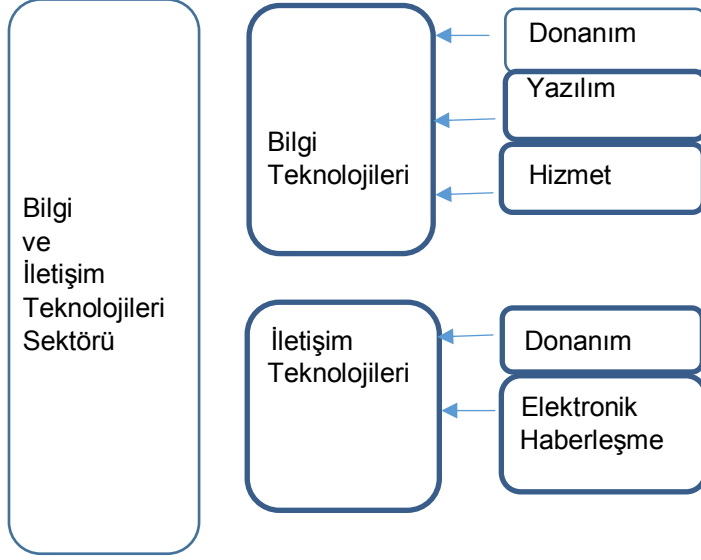 Bilgi
ve
İletişim
Teknolojileri
Sektörü
Bilgi
Teknolojileri
Donanım
Yazılım
Hizmet
İletişim
Teknolojileri
Donanım
Elektronik
Haberleşme